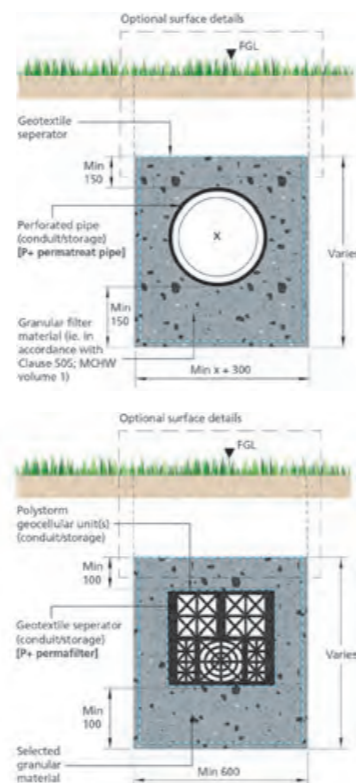 Optional surface details
FGL
Geotextile
seperator
Min
150
Perforated pipe
(conduit/storage)
[P+ permatreat pipe]
X
Varies
Min
150
Granular filter
material (ie. in
accordance with
Clause 505; MCHW
volume 1)
Min x + 300
Optional surface details
FGL
Polystorm
geocellular unit(s)
(conduit/storage)
Min
100
Geotextile seperator
(conduit/storage)
[P+ permafilter]
Varies
Min
100
Selected
granular
material
Min 600